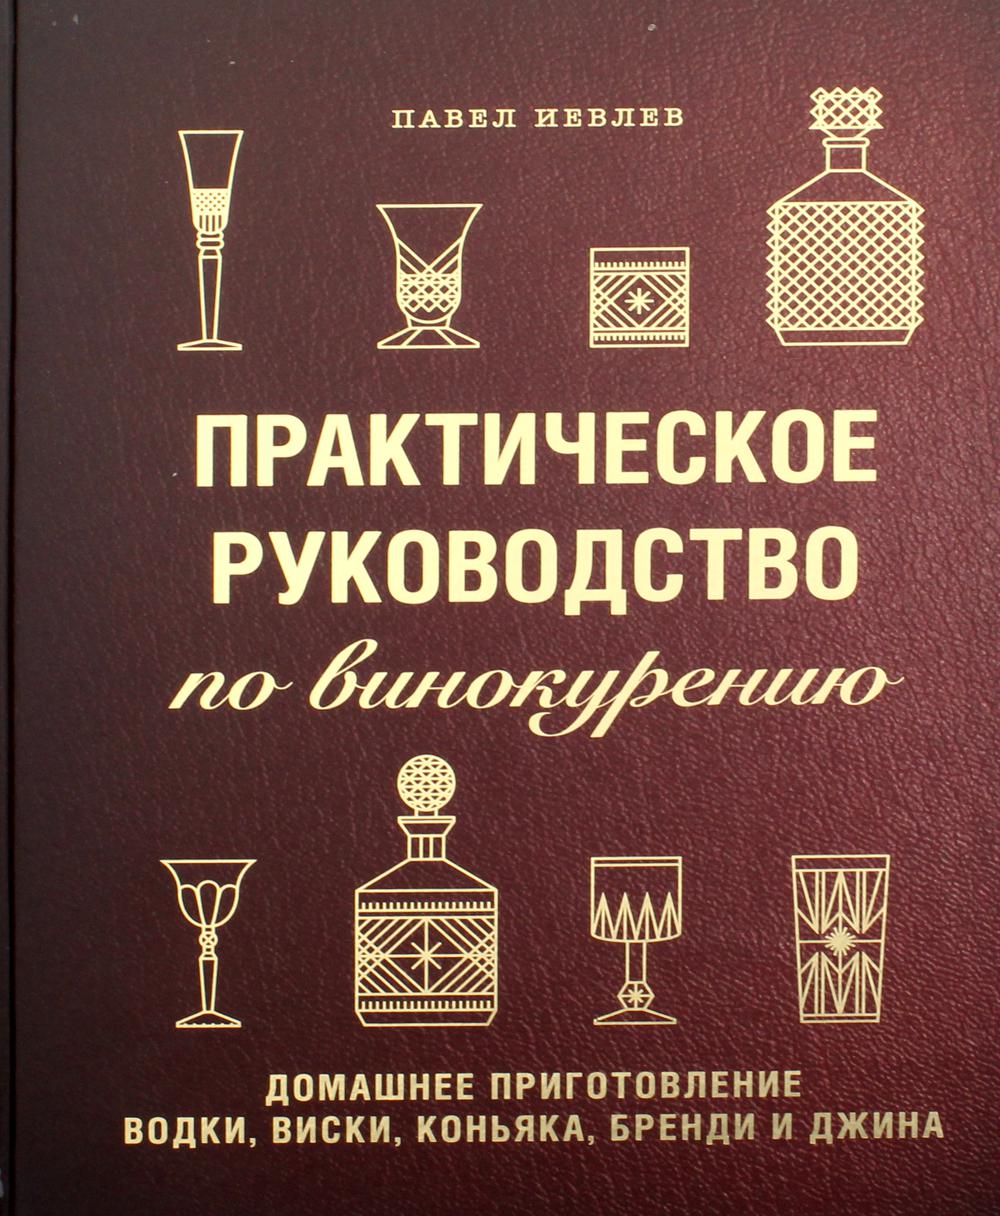 ПАВЕЛ ИЕВЛЕВ
ПРАКТИЧЕСКОЕ
РУКОВОДСТВО
по винокурению
ДОМАШНЕЕ ПРИГОТОВЛЕНИЕ
ВОДКИ, ВИСКИ, КОНЬЯКА, БРЕНДИ И ДЖИНА